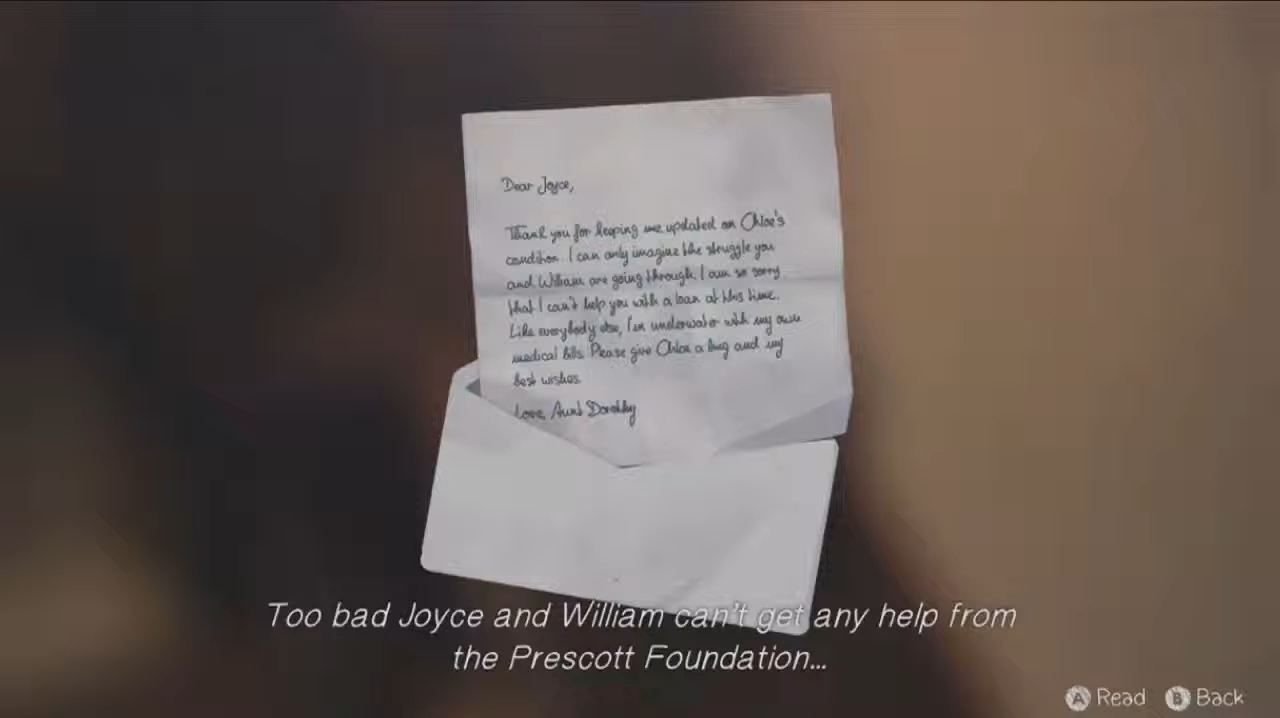 Dear Joyce,
Thank you for keeping me updated on Chloe's
condition. I can only imagine the struggle you
and William are going through. I am so sorry
that I can't help you with a loan at this time.
Like everybody else, I'm underwater with my own
medical bills. Please give Chloe a hug and my
best wishes.
Love, Aunt Dorothy
Too bad Joyce and William can't get any help from
the Prescott Foundation...
A Read B Back